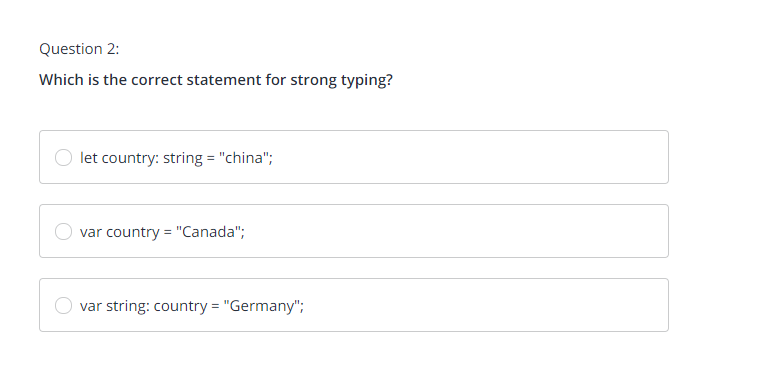 Question 2:
Which is the correct statement for strong typing?
let country: string = "china";
var country = "Canada";
var string: country = "Germany";